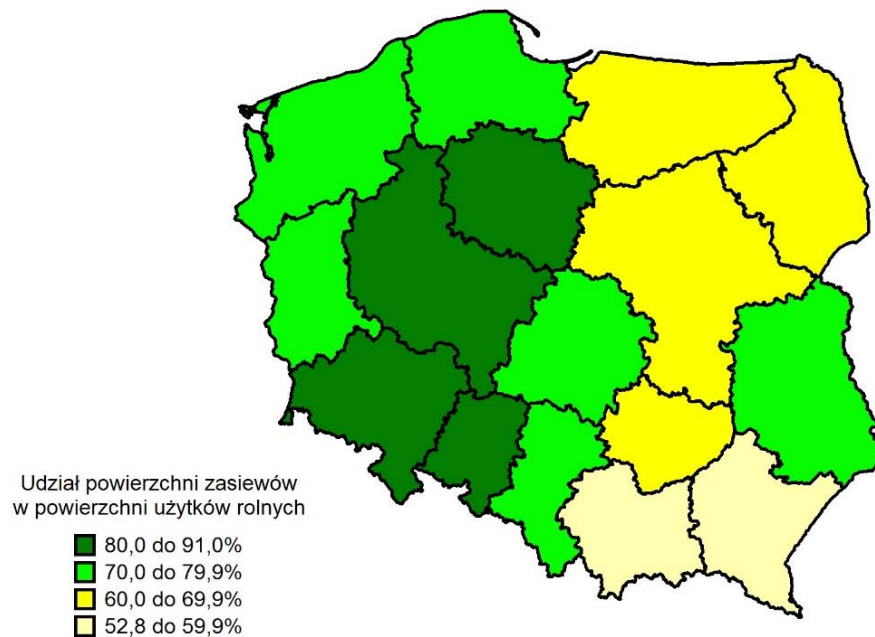 Udział powierzchni zasiewów
w powierzchni użytków rolnych
80,0 do 91,0%
70,0 do 79,9%
60,0 do 69,9%
52,8 do 59,9%